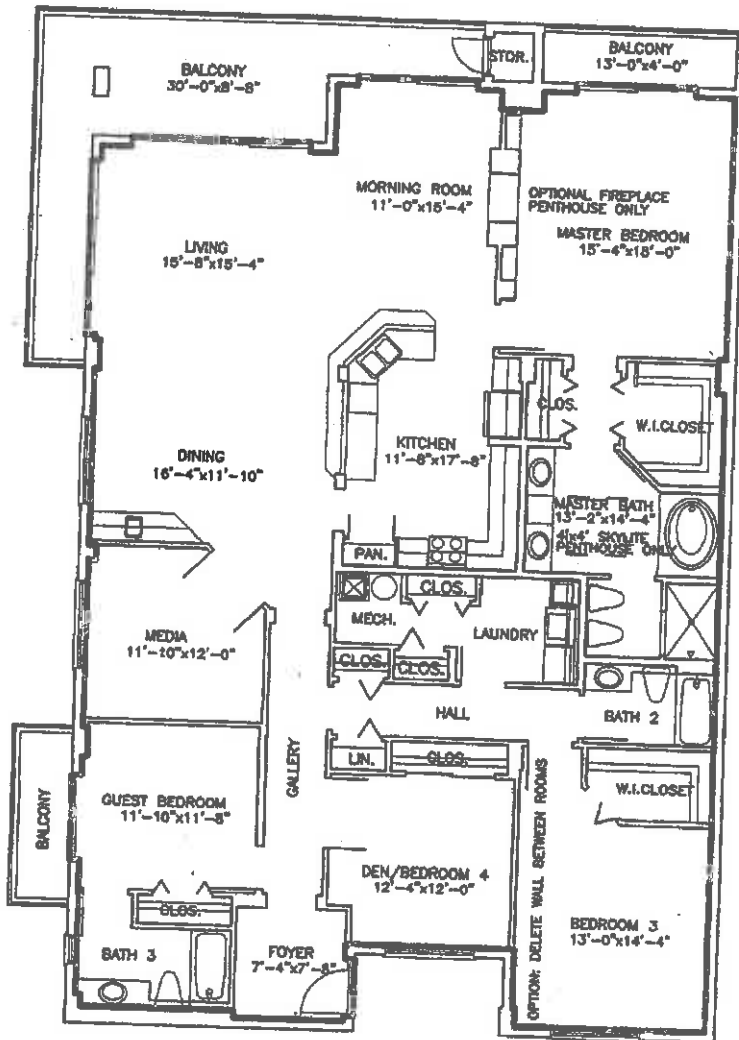 BALCONY
30'-0"x8'-8"
STOR.
BALCONY
13'-0"x4'-0"
MORNING ROOM
11'-0"x15'-4"
OPTIONAL FIREPLACE
PENTHOUSE ONLY
MASTER BEDROOM
15'-4"x18'-0"
LIVING
15'-8"x15'-4"
CLOS.
W.I.CLOSET
KITCHEN
11'-8"x17'-8"
DINING
16'-4"x11'-10"
MASTER BATH
13'-2"x14'-4"
4'x4' SKYLITE
PENTHOUSE ONLY
PAN.
CLOS.
MECH.
LAUNDRY
MEDIA
11'-10"x12'-0"
CLOS.
CLOS.
HALL
BATH 2
LIN.
CLOS.
GALLERY
W.I.CLOSET
BALCONY
GUEST BEDROOM
11'-10"x11'-8"
DEN/BEDROOM 4
12'-4"x12'-0"
OPTION: DELETE WALL BETWEEN ROOMS
CLOS.
BEDROOM 3
13'-0"x14'-4"
BATH 3
FOYER
7'-4"x7'-8"